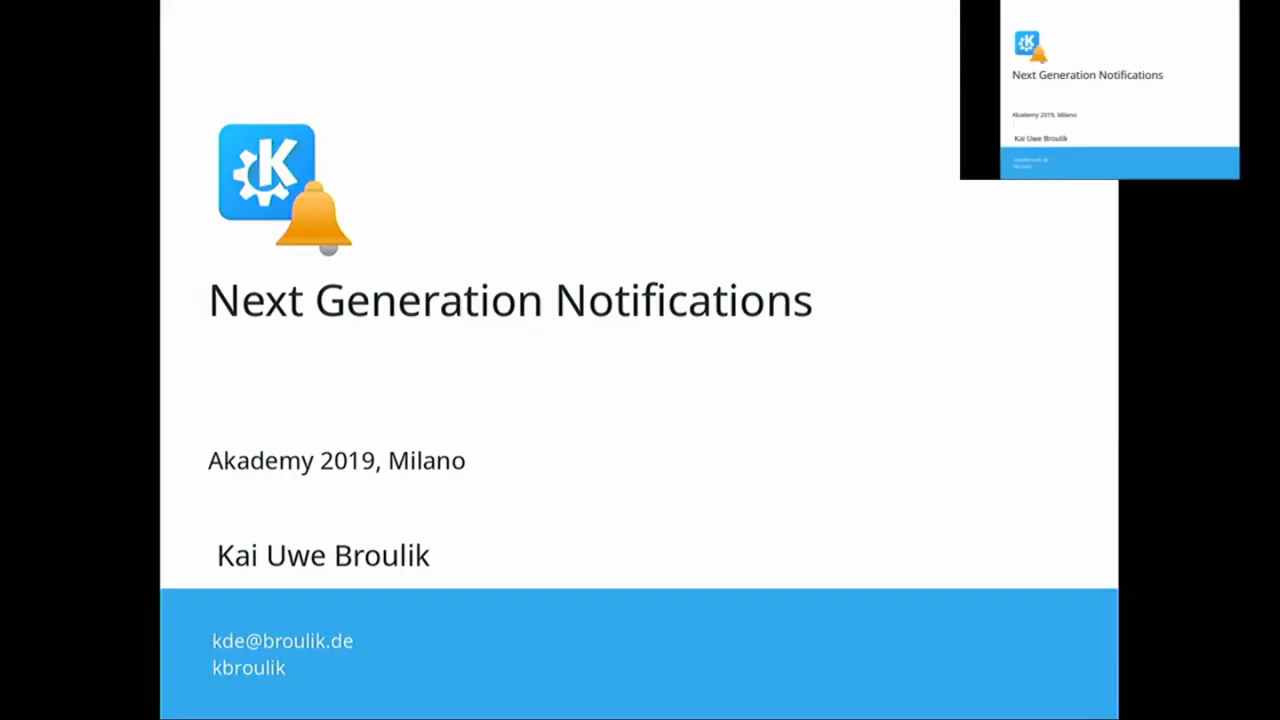 Next Generation Notifications
Akademy 2019, Milano
Kai Uwe Broulik
kde@broulik.de
kbroulik
Next Generation Notifications
Akademy 2019, Milano
Kai Uwe Broulik